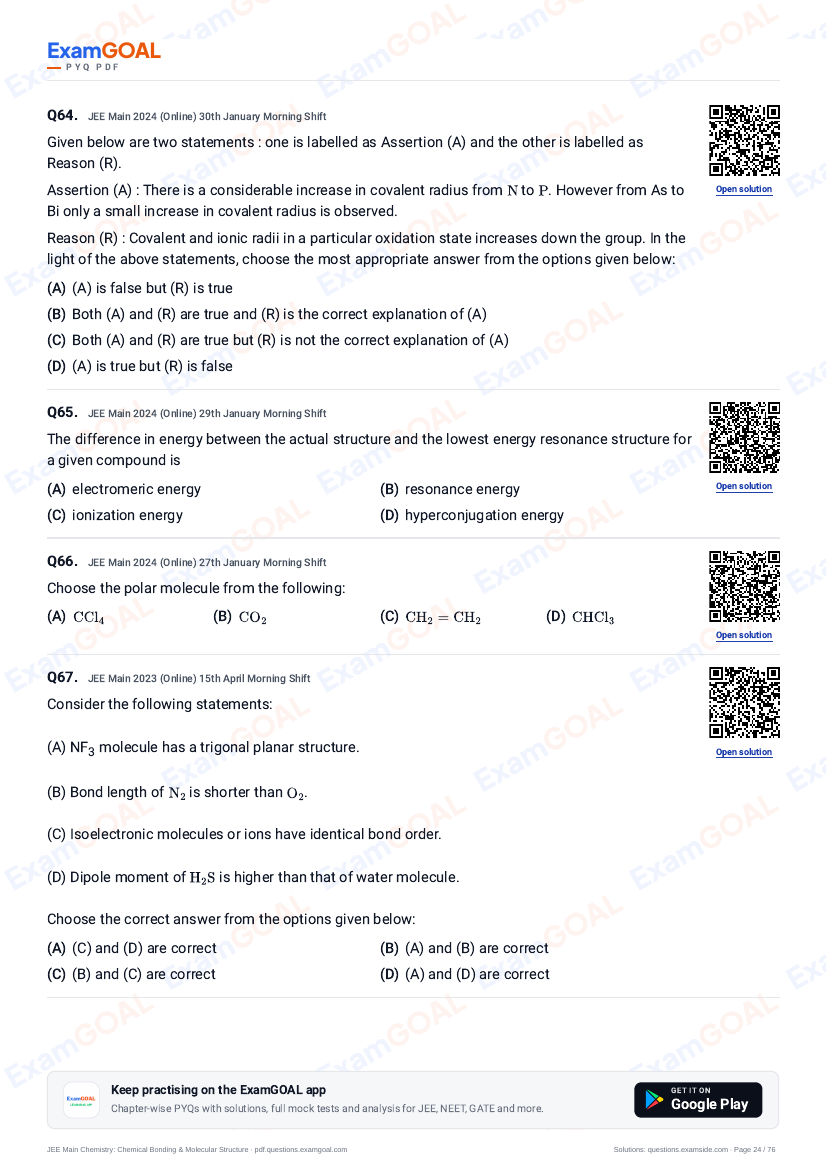 ExamGOAL
PYQ PDF
Q64. JEE Main 2024 (Online) 30th January Morning Shift
Given below are two statements : one is labelled as Assertion (A) and the other is labelled as
Reason (R).
Assertion (A) : There is a considerable increase in covalent radius from N to P. However from As to
Bi only a small increase in covalent radius is observed.
Reason (R) : Covalent and ionic radii in a particular oxidation state increases down the group. In the
light of the above statements, choose the most appropriate answer from the options given below:
(A) (A) is false but (R) is true
(B) Both (A) and (R) are true and (R) is the correct explanation of (A)
(C) Both (A) and (R) are true but (R) is not the correct explanation of (A)
(D) (A) is true but (R) is false
Open solution
Q65. JEE Main 2024 (Online) 29th January Morning Shift
The difference in energy between the actual structure and the lowest energy resonance structure for
a given compound is
(A) electromeric energy (B) resonance energy
(C) ionization energy (D) hyperconjugation energy
Open solution
Q66. JEE Main 2024 (Online) 27th January Morning Shift
Choose the polar molecule from the following:
(A) CCl₄ (B) CO₂ (C) CH₂ = CH₂ (D) CHCl₃
Open solution
Q67. JEE Main 2023 (Online) 15th April Morning Shift
Consider the following statements:
(A) NF₃ molecule has a trigonal planar structure.
(B) Bond length of N₂ is shorter than O₂.
(C) Isoelectronic molecules or ions have identical bond order.
(D) Dipole moment of H₂S is higher than that of water molecule.
Choose the correct answer from the options given below:
(A) (C) and (D) are correct (B) (A) and (B) are correct
(C) (B) and (C) are correct (D) (A) and (D) are correct
Open solution
Keep practising on the ExamGOAL app
Chapter-wise PYQs with solutions, full mock tests and analysis for JEE, NEET, GATE and more.
GET IT ON
Google Play
JEE Main Chemistry: Chemical Bonding & Molecular Structure · pdf.questions.examgoal.com
Solutions: questions.examside.com · Page 24 / 76